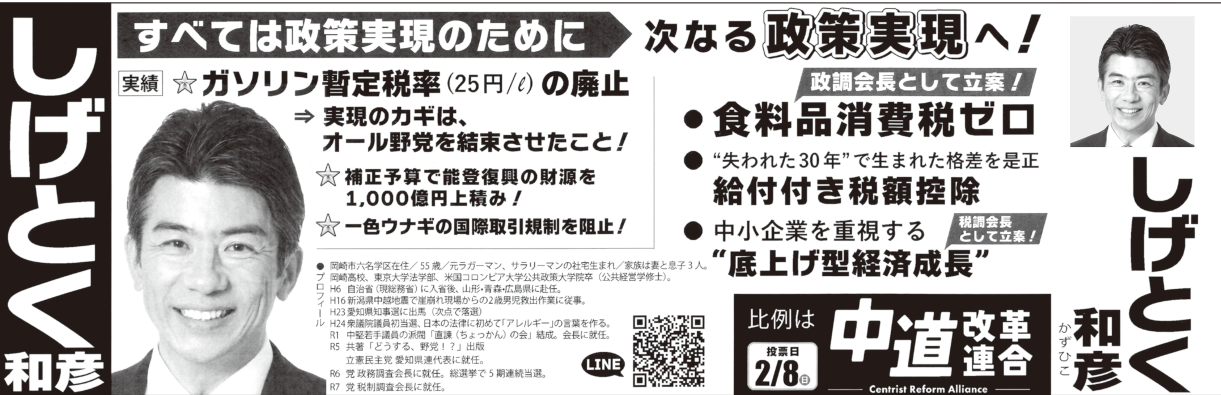 しげとく
和彦
すべては政策実現のために
実績
☆ガソリン暫定税率(25円/ℓ)の廃止
⇒実現のカギは、
オール野党を結束させたこと!
☆補正予算で能登復興の財源を
1,000億円上積み!
☆一色ウナギの国際取引規制を阻止!
●プロフィール
岡崎市六名学区在住/55歳/元ラガーマン、サラリーマンの社宅生まれ/家族は妻と息子3人。
岡崎高校、東京大学法学部、米国コロンビア大学公共政策大学院卒(公共経営学修士)。
H6 自治省(現総務省)に入省後、山形・青森・広島県に赴任。
H16 新潟県中越地震で崖崩れ現場からの2歳男児救出作業に従事。
H23 愛知県知事選に出馬(次点で落選)
H24 衆議院議員初当選、日本の法律に初めて「アレルギー」の言葉を作る。
R1 中堅若手議員の派閥「直諫(ちょっかん)の会」結成。会長に就任。
R5 共著「どうする、野党!?」出版
立憲民主党 愛知県連代表に就任。
R6 党 政務調査会長に就任。総選挙で5期連続当選。
R7 党 税制調査会長に就任。
LINE
次なる政策実現へ!
政調会長として立案!
●食料品消費税ゼロ
●“失われた30年”で生まれた格差を是正
給付付き税額控除
●中小企業を重視する
税調会長
として立案!
“底上げ型経済成長”
比例は
中道改革連合
投票日
2/8日
Centrist Reform Alliance
しげとく
和彦
かずひこ